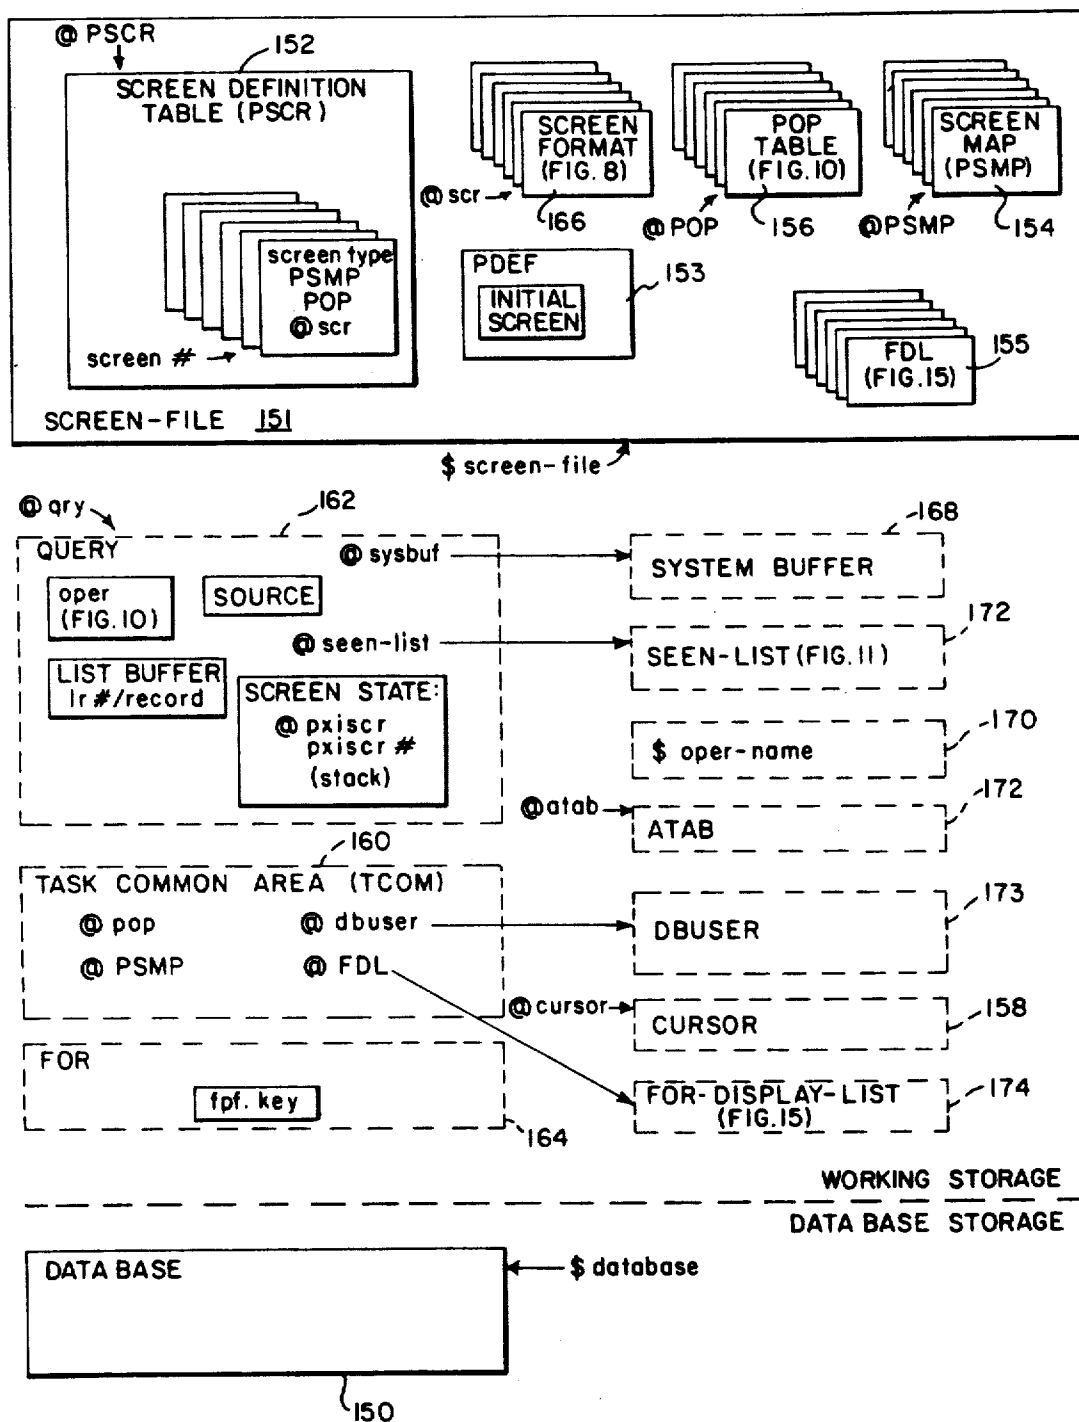 @ PSCR
152
SCREEN DEFINITION
TABLE (PSCR)
screen type
PSMP
POP
@ scr
screen #
SCREEN
FORMAT
(FIG. 8)
@ scr
166
POP
TABLE
(FIG. 10)
@ POP
156
SCREEN
MAP
(PSMP)
@PSMP
154
PDEF
INITIAL
SCREEN
153
FDL
(FIG. 15)
155
SCREEN-FILE 151
$ screen-file
@ qry
162
QUERY
@ sysbuf
oper
(FIG. 10)
SOURCE
@ seen-list
LIST BUFFER
lr #/record
SCREEN STATE:
@ pxiscr
pxiscr #
(stack)
168
SYSTEM BUFFER
172
SEEN-LIST (FIG. 11)
170
$ oper-name
@atab
172
ATAB
160
TASK COMMON AREA (TCOM)
@ pop
@ dbuser
@ PSMP
@ FDL
173
DBUSER
@cursor
158
CURSOR
FOR
fpf. key
164
FOR-DISPLAY-LIST
(FIG. 15)
174
WORKING STORAGE
DATA BASE STORAGE
DATA BASE
$ database
150